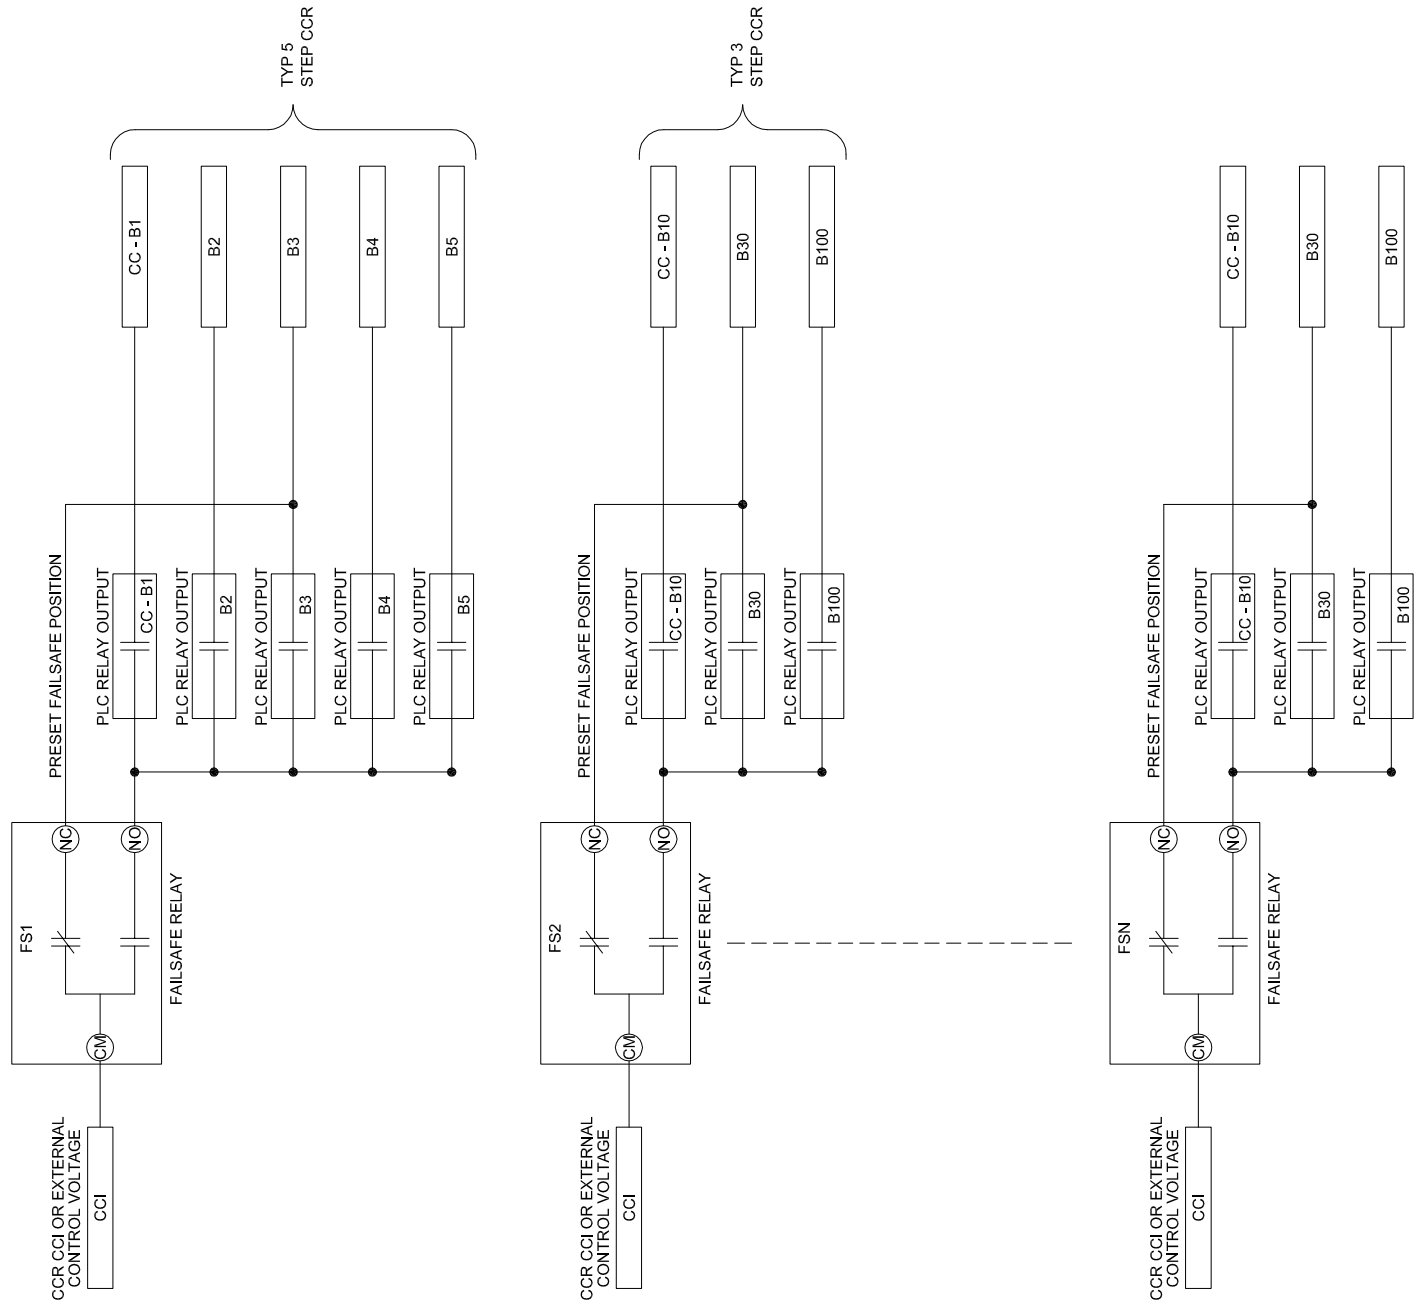 CCR CCI OR EXTERNAL
CONTROL VOLTAGE
CCI
FS1
CM
NC
NO
FAILSAFE RELAY
PRESET FAILSAFE POSITION
PLC RELAY OUTPUT
CC - B1
PLC RELAY OUTPUT
B2
PLC RELAY OUTPUT
B3
PLC RELAY OUTPUT
B4
PLC RELAY OUTPUT
B5
CC - B1
B2
B3
B4
B5
TYP 5
STEP CCR
CCR CCI OR EXTERNAL
CONTROL VOLTAGE
CCI
FS2
CM
NC
NO
FAILSAFE RELAY
PRESET FAILSAFE POSITION
PLC RELAY OUTPUT
CC - B10
PLC RELAY OUTPUT
B30
PLC RELAY OUTPUT
B100
CC - B10
B30
B100
TYP 3
STEP CCR
CCR CCI OR EXTERNAL
CONTROL VOLTAGE
CCI
FSN
CM
NC
NO
FAILSAFE RELAY
PRESET FAILSAFE POSITION
PLC RELAY OUTPUT
CC - B10
PLC RELAY OUTPUT
B30
PLC RELAY OUTPUT
B100
CC - B10
B30
B100